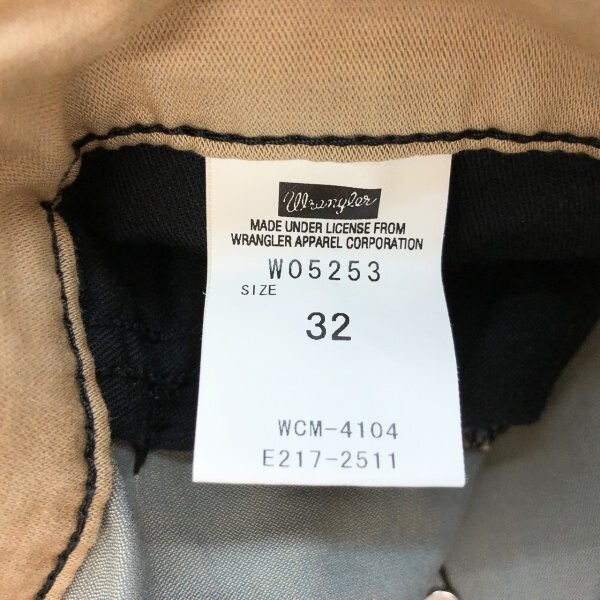 Wrangler
MADE UNDER LICENSE FROM
WRANGLER APPAREL CORPORATION
W05253
SIZE
32
WCM-4104
E217-2511